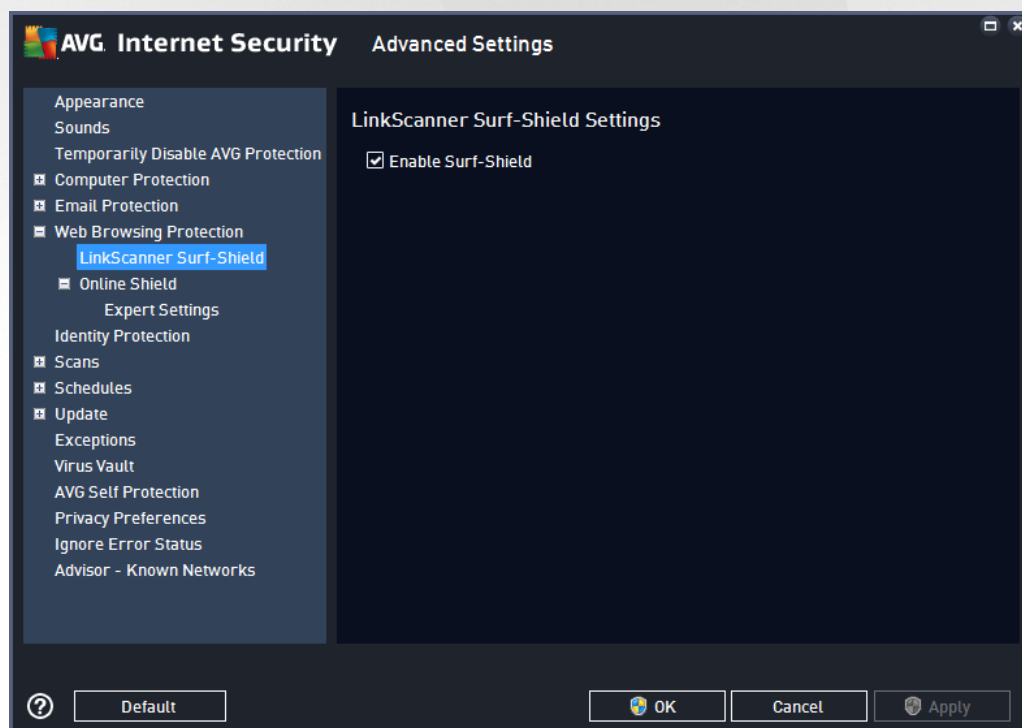 AVG. Internet Security Advanced Settings
Appearance
Sounds
Temporarily Disable AVG Protection
Computer Protection
Email Protection
Web Browsing Protection
LinkScanner Surf-Shield
Online Shield
Expert Settings
Identity Protection
Scans
Schedules
Update
Exceptions
Virus Vault
AVG Self Protection
Privacy Preferences
Ignore Error Status
Advisor - Known Networks
LinkScanner Surf-Shield Settings
Enable Surf-Shield
? Default OK Cancel Apply